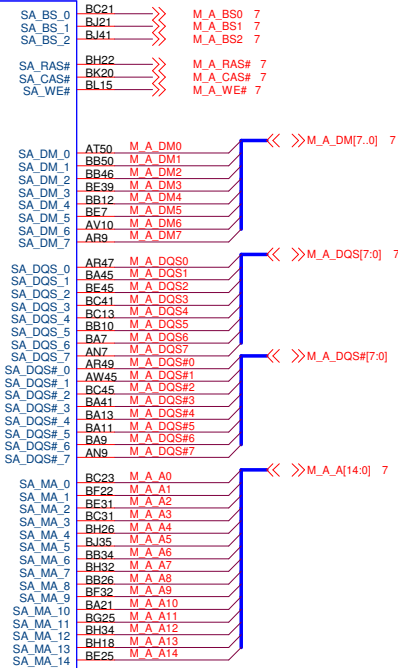 SA_BS_0 BC21 M_A_BS0 7
SA_BS_1 BJ21 M_A_BS1 7
SA_BS_2 BJ41 M_A_BS2 7
SA_RAS# BH22 M_A_RAS# 7
SA_CAS# BK20 M_A_CAS# 7
SA_WE# BL15 M_A_WE# 7
M_A_DM[7..0] 7
SA_DM_0 AT50 M_A_DM0
SA_DM_1 BB50 M_A_DM1
SA_DM_2 BB46 M_A_DM2
SA_DM_3 BE39 M_A_DM3
SA_DM_4 BB12 M_A_DM4
SA_DM_5 BE7 M_A_DM5
SA_DM_6 AV10 M_A_DM6
SA_DM_7 AR9 M_A_DM7
M_A_DQS[7:0] 7
SA_DQS_0 AR47 M_A_DQS0
SA_DQS_1 BA45 M_A_DQS1
SA_DQS_2 BE45 M_A_DQS2
SA_DQS_3 BC41 M_A_DQS3
SA_DQS_4 BC13 M_A_DQS4
SA_DQS_5 BB10 M_A_DQS5
SA_DQS_6 BA7 M_A_DQS6
SA_DQS_7 AN7 M_A_DQS7
M_A_DQS#[7:0]
SA_DQS#_0 AR49 M_A_DQS#0
SA_DQS#_1 AW45 M_A_DQS#1
SA_DQS#_2 BC45 M_A_DQS#2
SA_DQS#_3 BA41 M_A_DQS#3
SA_DQS#_4 BA13 M_A_DQS#4
SA_DQS#_5 BA11 M_A_DQS#5
SA_DQS#_6 BA9 M_A_DQS#6
SA_DQS#_7 AN9 M_A_DQS#7
M_A_A[14:0] 7
SA_MA_0 BC23 M_A_A0
SA_MA_1 BF22 M_A_A1
SA_MA_2 BE31 M_A_A2
SA_MA_3 BC31 M_A_A3
SA_MA_4 BH26 M_A_A4
SA_MA_5 BJ35 M_A_A5
SA_MA_6 BB34 M_A_A6
SA_MA_7 BH32 M_A_A7
SA_MA_8 BB26 M_A_A8
SA_MA_9 BF32 M_A_A9
SA_MA_10 BA21 M_A_A10
SA_MA_11 BG25 M_A_A11
SA_MA_12 BH34 M_A_A12
SA_MA_13 BH18 M_A_A13
SA_MA_14 BE25 M_A_A14